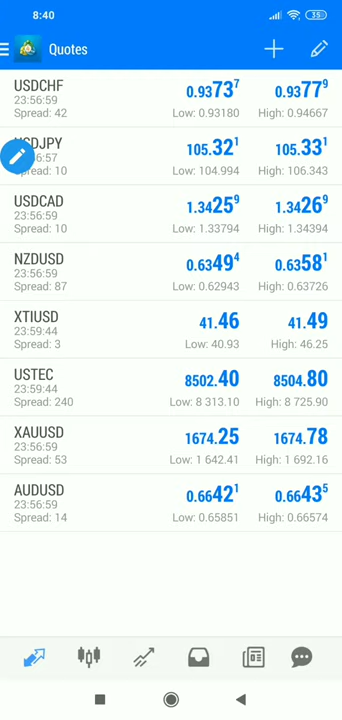 8:40
39
Quotes
USDCHF
23:56:59
Spread: 42
0.93737
0.93779
Low: 0.93180
High: 0.94667
SDJPY
6:57
Spread: 10
105.321
105.331
Low: 104.994
High: 106.343
USDCAD
23:56:59
Spread: 10
1.34259
1.34269
Low: 1.33794
High: 1.34394
NZDUSD
23:56:59
Spread: 87
0.63494
0.63581
Low: 0.62943
High: 0.63726
XTIUSD
23:59:44
Spread: 3
41.46
41.49
Low: 40.93
High: 46.25
USTEC
23:59:44
Spread: 240
8502.40
8504.80
Low: 8 313.10
High: 8 725.90
XAUUSD
23:56:59
Spread: 53
1674.25
1674.78
Low: 1 642.41
High: 1 692.16
AUDUSD
23:56:59
Spread: 14
0.66421
0.66435
Low: 0.65851
High: 0.66574